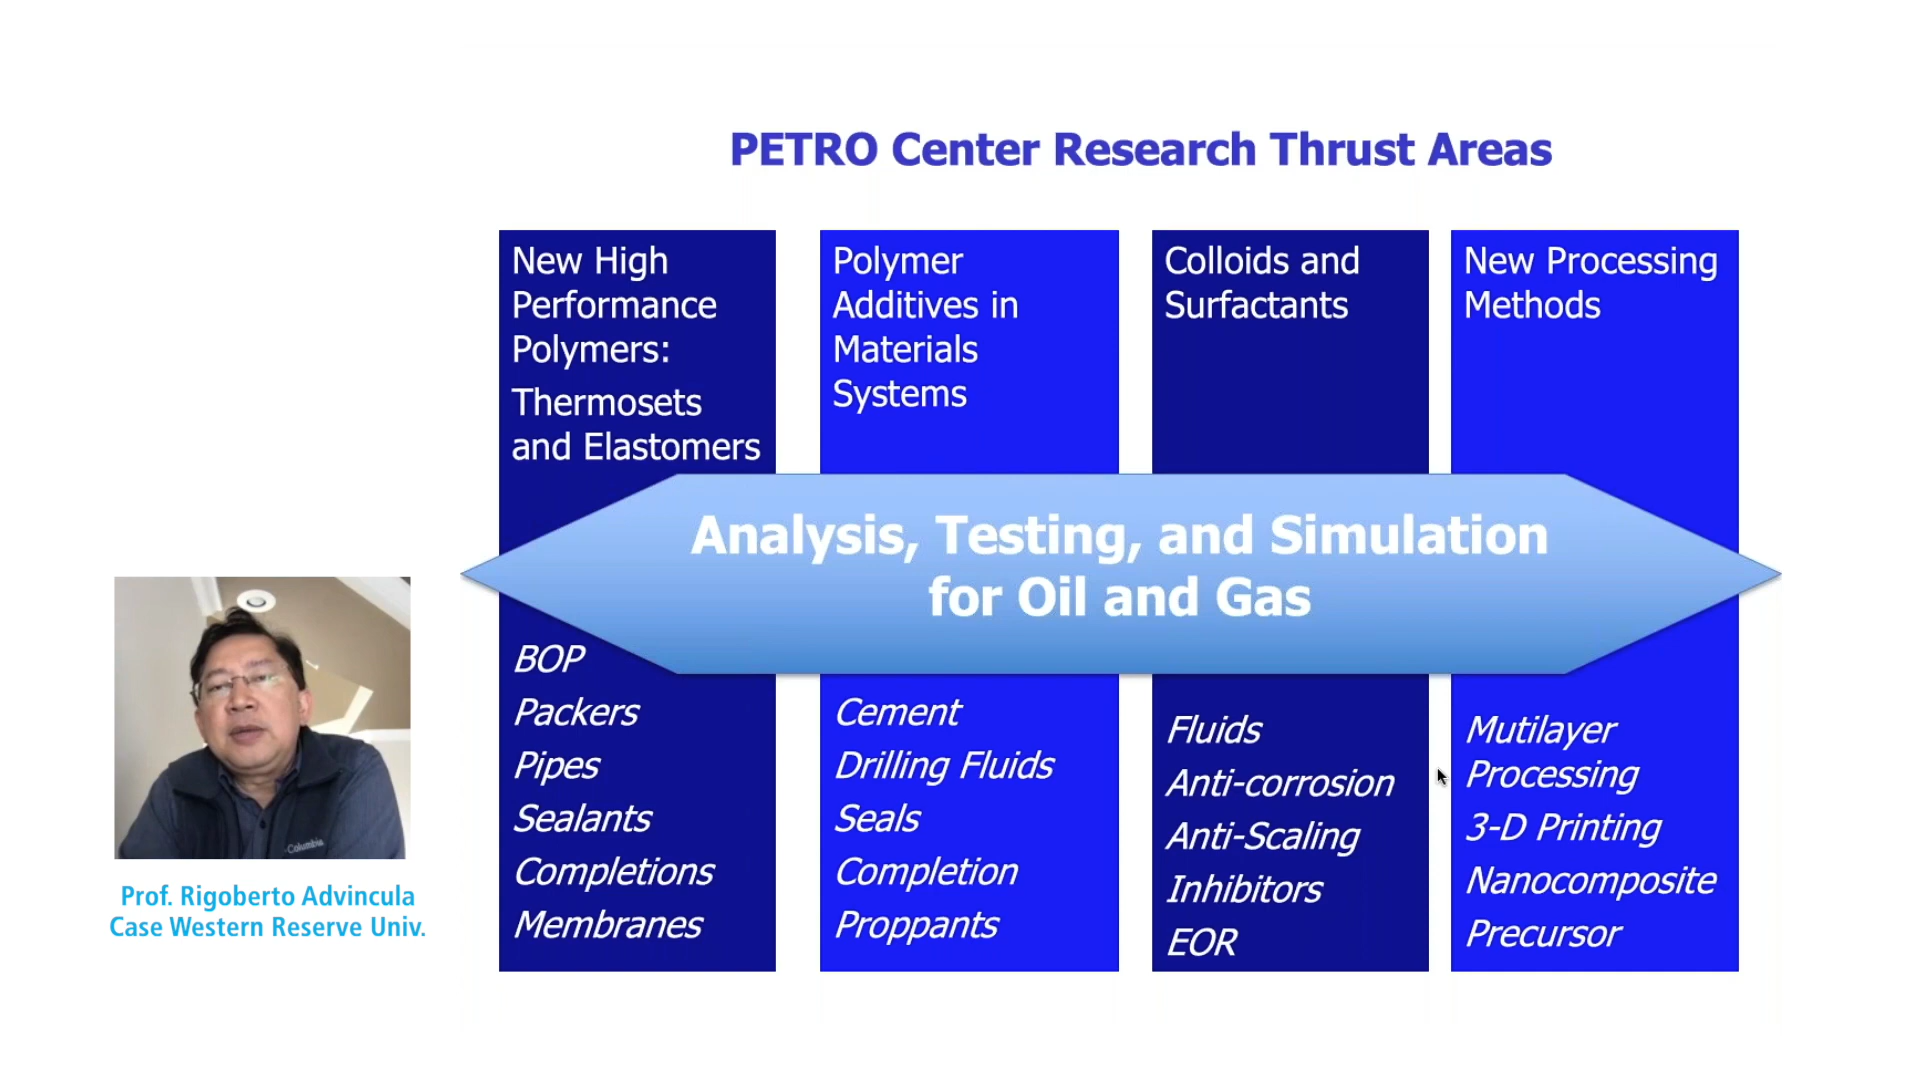 PETRO Center Research Thrust Areas
New High
Performance
Polymers:
Thermosets
and Elastomers
BOP
Packers
Pipes
Sealants
Completions
Membranes
Polymer
Additives in
Materials
Systems
Cement
Drilling Fluids
Seals
Completion
Proppants
Colloids and
Surfactants
Fluids
Anti-corrosion
Anti-Scaling
Inhibitors
EOR
New Processing
Methods
Mutilayer
Processing
3-D Printing
Nanocomposite
Precursor
Analysis, Testing, and Simulation
for Oil and Gas
Columbia
Prof. Rigoberto Advincula
Case Western Reserve Univ.